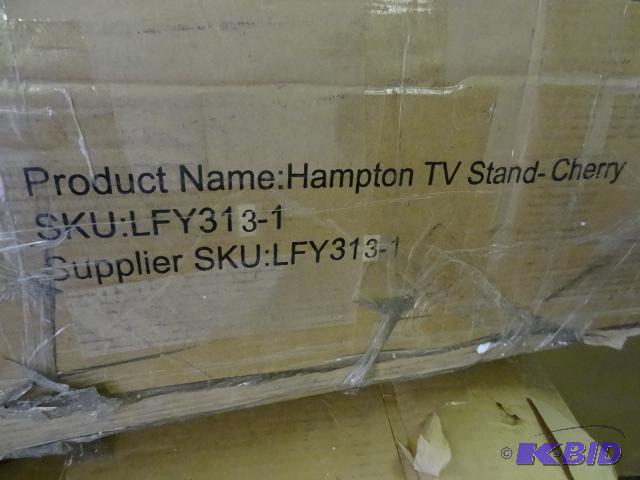 Product Name:Hampton TV Stand-Cherry
SKU:LFY313-1
Supplier SKU:LFY313-1
© K-BID